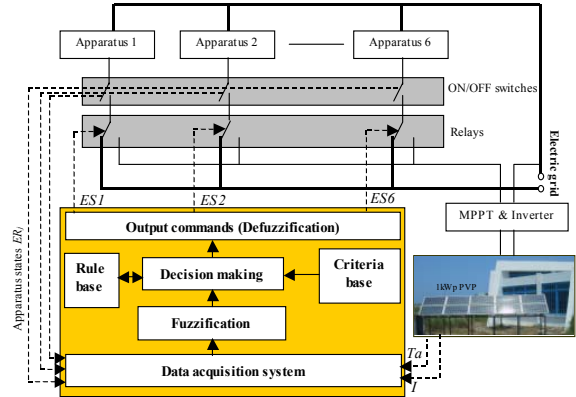 Apparatus 1
Apparatus 2
Apparatus 6
ON/OFF switches
Relays
Electric grid
ES1
ES2
ES6
MPPT & Inverter
Apparatus states ERj
Output commands (Defuzzification)
Rule
base
Decision making
Criteria
base
1kWp PVP
Fuzzification
Ta
Data acquisition system
I